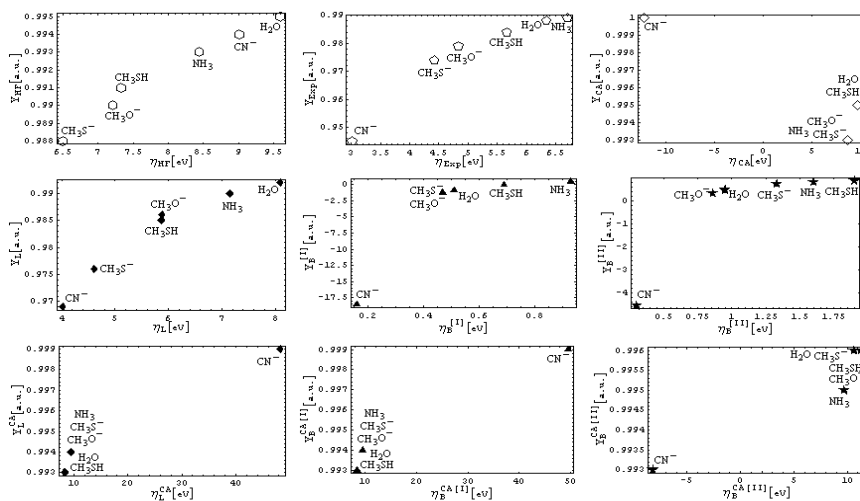 0.995
0.994
0.993
0.992
0.991
0.99
0.989
0.988
Y_HF [a.u.]
H₂O
CN⁻
NH₃
CH₃SH
CH₃O⁻
CH₃S⁻
6.5 7 7.5 8 8.5 9 9.5
η_HF [eV]
0.99
0.98
0.97
0.96
0.95
Y_Exp [a.u.]
H₂O
NH₃
CH₃SH
CH₃O⁻
CH₃S⁻
CN⁻
3 3.5 4 4.5 5 5.5 6 6.5
η_Exp [eV]
1
0.999
0.998
0.997
0.996
0.995
0.994
0.993
Y_CA [a.u.]
CN⁻
H₂O
CH₃SH
CH₃O⁻
NH₃ CH₃S⁻
-10 -5 0 5
η_CA [eV]
0.99
0.985
0.98
0.975
0.97
Y_L [a.u.]
H₂O
NH₃
CH₃O⁻
CH₃SH
CH₃S⁻
CN⁻
4 5 6 7 8
η_L [eV]
0
-2.5
-5
-7.5
-10
-12.5
-15
-17.5
Y_B^[I] [a.u.]
CH₃S⁻
CH₃O⁻
H₂O
CH₃SH
NH₃
CN⁻
0.2 0.4 0.6 0.8
η_B^[I] [eV]
0
-1
-2
-3
-4
Y_B^[II] [a.u.]
CH₃O⁻
H₂O
CH₃S⁻
NH₃
CH₃SH
CN⁻
0.5 0.75 1 1.25 1.5 1.75
η_B^[II] [eV]
0.999
0.998
0.997
0.996
0.995
0.994
0.993
Y_L^CA [a.u.]
CN⁻
NH₃
CH₃S⁻
CH₃O⁻
H₂O
CH₃SH
10 20 30 40
η_L^CA [eV]
0.999
0.998
0.997
0.996
0.995
0.994
0.993
Y_B^CA[I] [a.u.]
CN⁻
NH₃
CH₃S⁻
CH₃O⁻
H₂O
CH₃SH
10 20 30 40 50
η_B^CA[I] [eV]
0.996
0.9955
0.995
0.9945
0.994
0.9935
0.993
Y_B^CA[II] [a.u.]
H₂O
CH₃S⁻
CH₃SH
CH₃O⁻
NH₃
CN⁻
-5 0 5 10
η_B^CA[II] [eV]